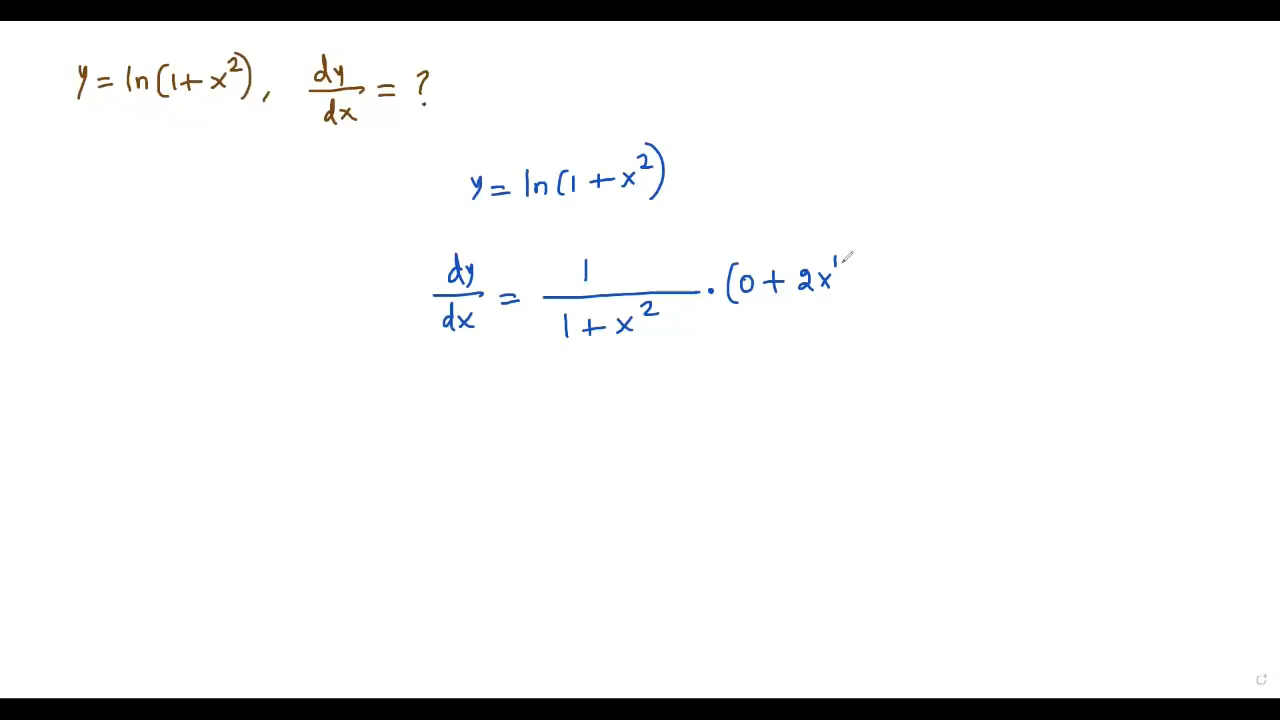 y = ln(1 + x²), dy/dx = ?
y = ln(1 + x²)
dy/dx = 1/(1 + x²) · (0 + 2x¹